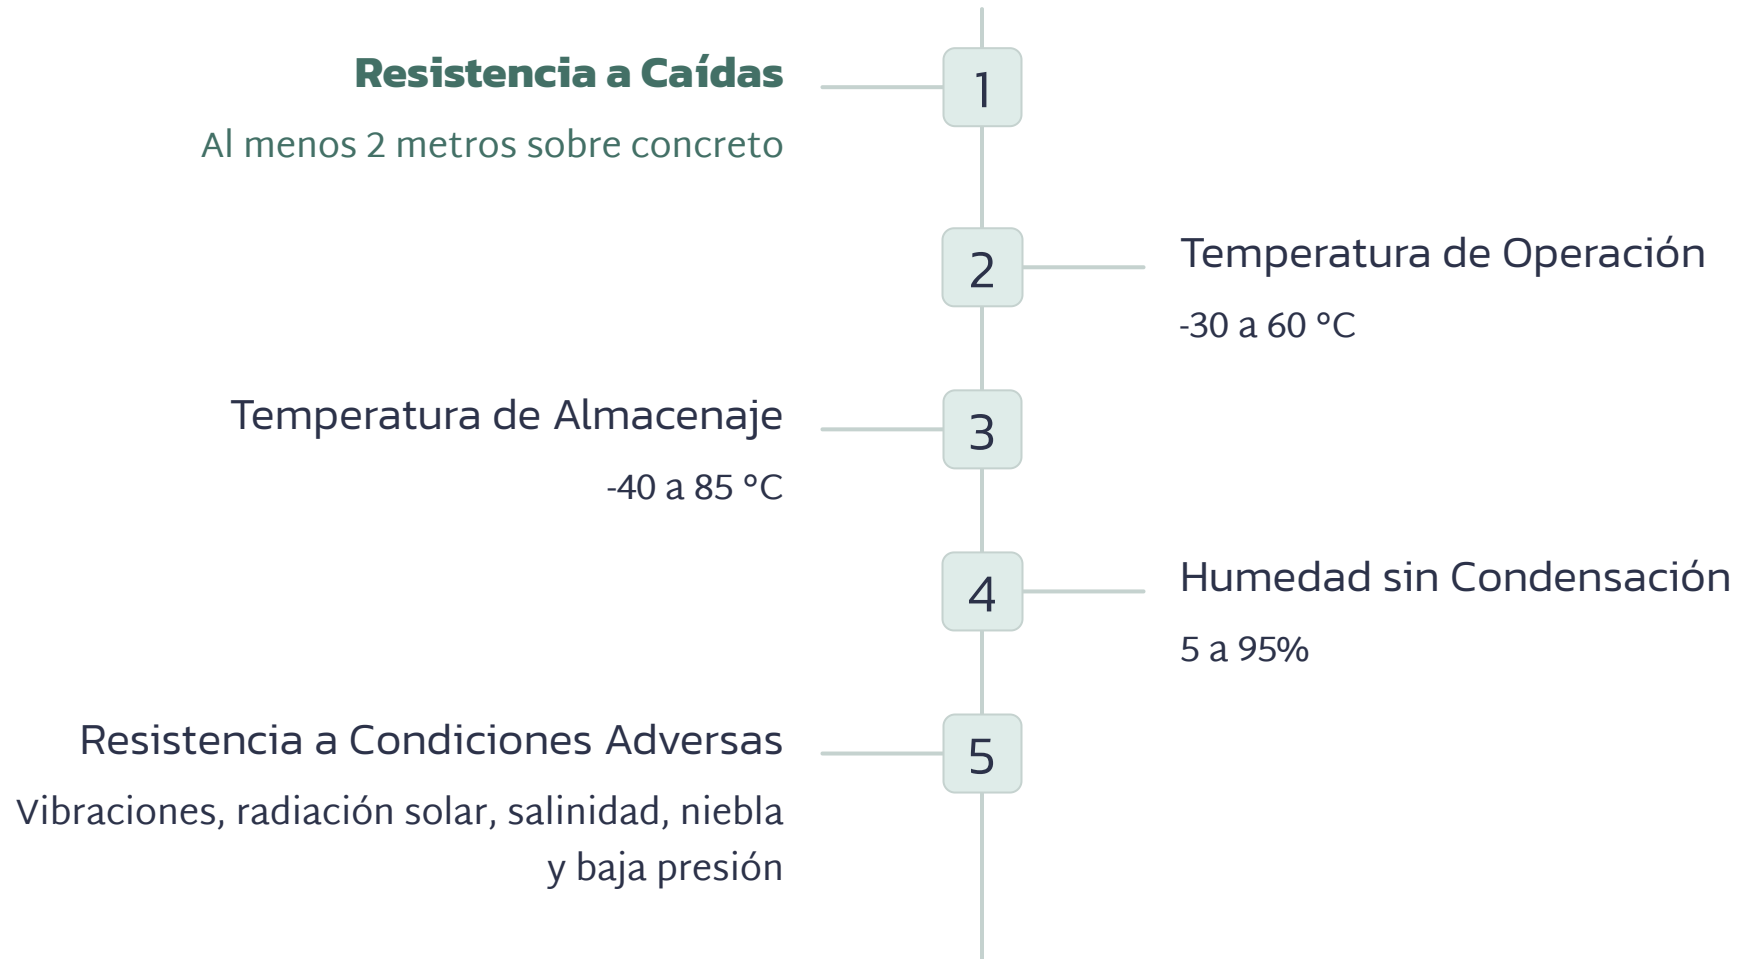 Resistencia a Caídas
1
Al menos 2 metros sobre concreto
2
Temperatura de Operación
-30 a 60 °C
Temperatura de Almacenaje
3
-40 a 85 °C
4
Humedad sin Condensación
5 a 95%
Resistencia a Condiciones Adversas
5
Vibraciones, radiación solar, salinidad, niebla
y baja presión